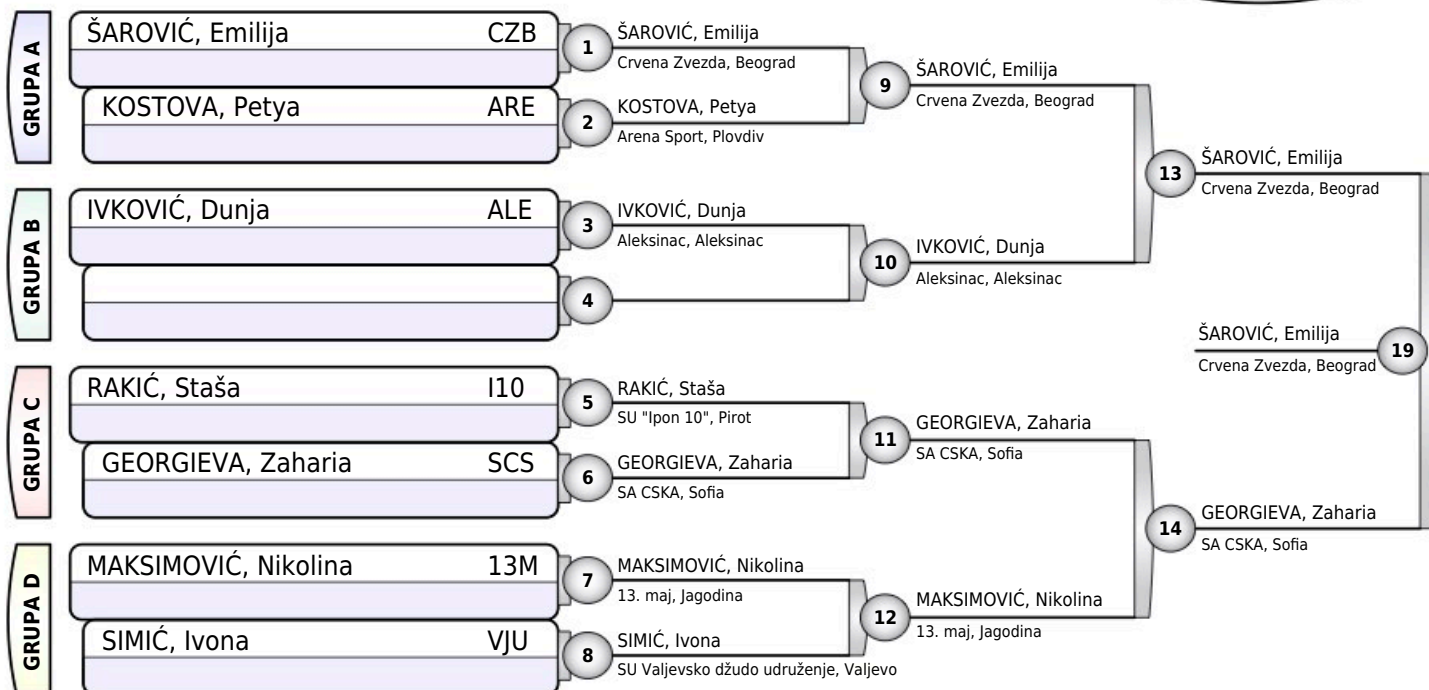 GRUPA A
ŠAROVIĆ, Emilija CZB
KOSTOVA, Petya ARE
1
ŠAROVIĆ, Emilija
Crvena Zvezda, Beograd
2
KOSTOVA, Petya
Arena Sport, Plovdiv
9
ŠAROVIĆ, Emilija
Crvena Zvezda, Beograd
GRUPA B
IVKOVIĆ, Dunja ALE
3
IVKOVIĆ, Dunja
Aleksinac, Aleksinac
4
10
IVKOVIĆ, Dunja
Aleksinac, Aleksinac
13
ŠAROVIĆ, Emilija
Crvena Zvezda, Beograd
GRUPA C
RAKIĆ, Staša I10
GEORGIEVA, Zaharia SCS
5
RAKIĆ, Staša
SU "Ipon 10", Pirot
6
GEORGIEVA, Zaharia
SA CSKA, Sofia
11
GEORGIEVA, Zaharia
SA CSKA, Sofia
GRUPA D
MAKSIMOVIĆ, Nikolina 13M
SIMIĆ, Ivona VJU
7
MAKSIMOVIĆ, Nikolina
13. maj, Jagodina
8
SIMIĆ, Ivona
SU Valjevsko džudo udruženje, Valjevo
12
MAKSIMOVIĆ, Nikolina
13. maj, Jagodina
14
GEORGIEVA, Zaharia
SA CSKA, Sofia
ŠAROVIĆ, Emilija
Crvena Zvezda, Beograd
19